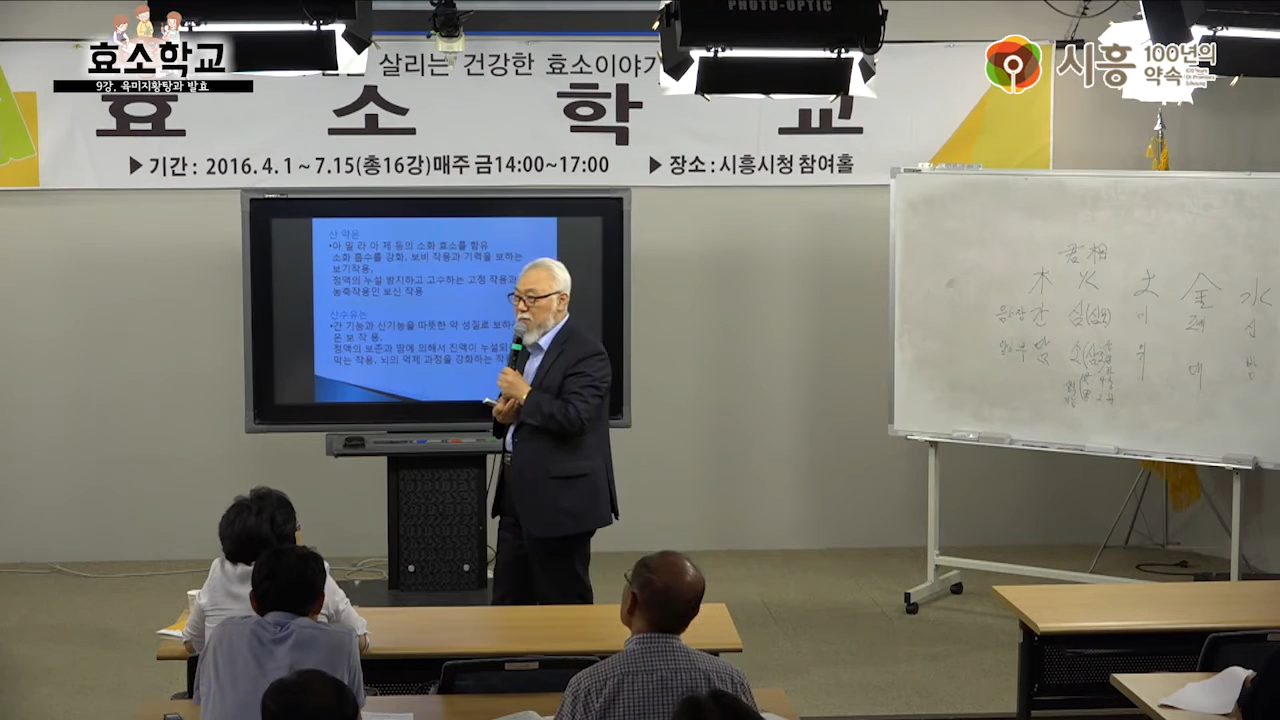 PHOTO-OPTIC
효소학교
9강. 육미지황탕과 발효
살리는 건강한 효소이야기
시흥 100년의 약속
효 소 학 교
▶기간 : 2016. 4. 1 ~ 7.15(총16강)매주 금14:00~17:00 ▶장소 : 시흥시청 참여홀
산 약은
•아 밀 라 아 제 등의 소화 효소를 함유
소화 흡수를 강화, 보비 작용과 기력을 보하는
보기작용,
정액의 누설 방지하고 고수하는 고정 작용과
농축작용인 보신 작용
산수유는
•간 기능과 신기능을 따뜻한 약 성질로 보하
온 보 작 용,
정액의 보존과 땀에 의해서 진액이 누설되
막는 작용, 뇌의 억제 과정을 강화하는 작
君相
木 火 土 金 水
간 심
담 위 대